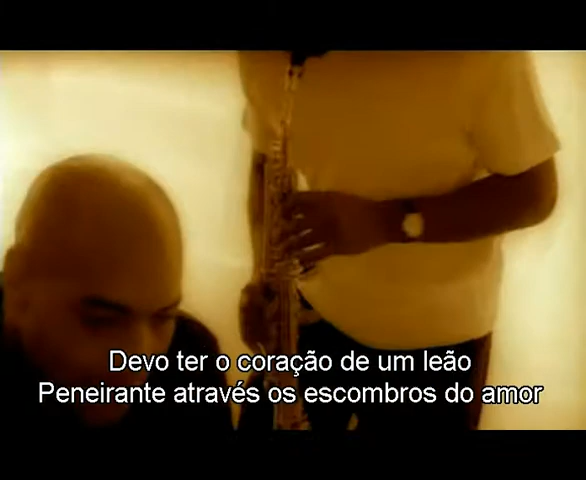 Devo ter o coração de um leão
Peneirante através os escombros do amor